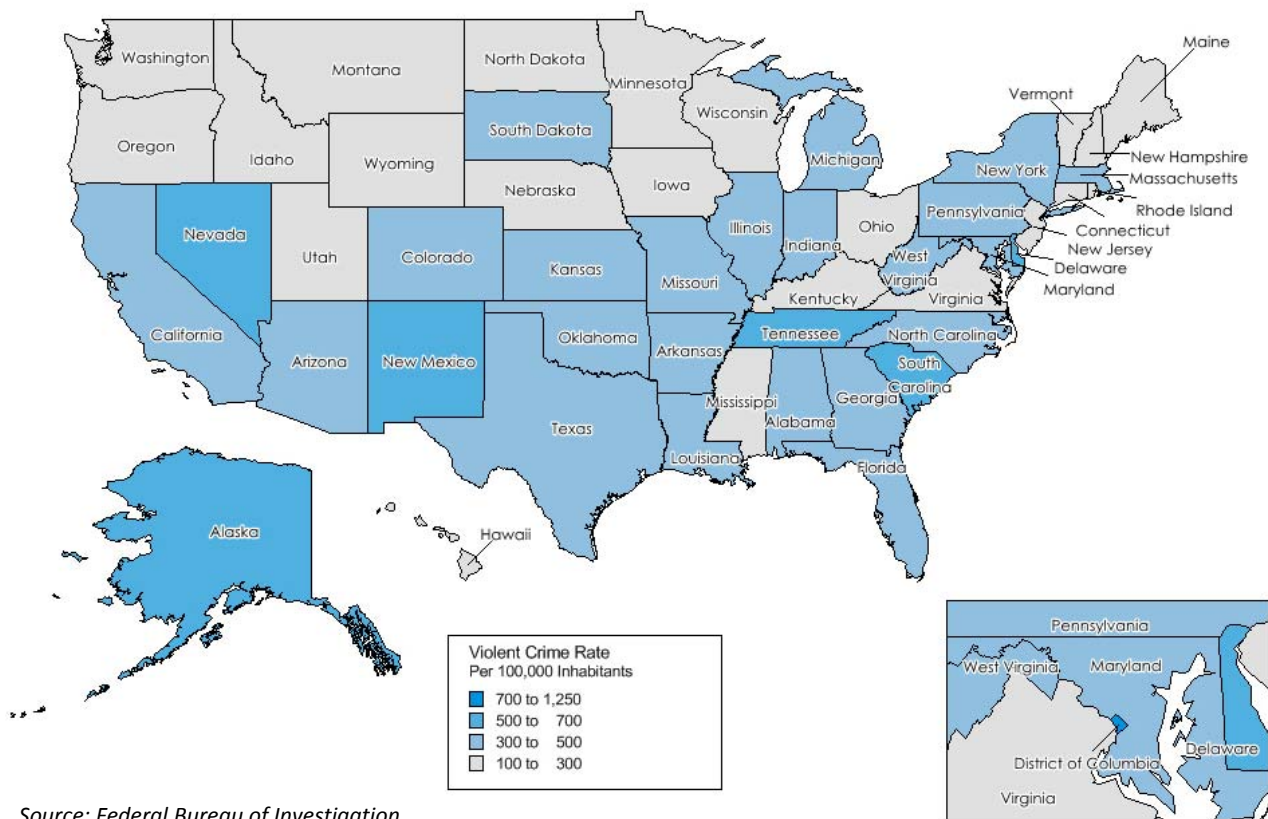 Washington
Montana
North Dakota
Minnesota
Maine
Vermont
Wisconsin
South Dakota
Oregon
Idaho
Wyoming
Michigan
New York
New Hampshire
Massachusetts
Nebraska
Iowa
Rhode Island
Pennsylvania
Connecticut
Nevada
Illinois
Ohio
New Jersey
Utah
Colorado
Kansas
Indiana
West
Virginia
Delaware
Missouri
Maryland
Kentucky
Virginia
California
Tennessee
North Carolina
Oklahoma
Arizona
New Mexico
Arkansas
South
Carolina
Mississippi
Georgia
Alabama
Texas
Louisiana
Florida
Alaska
Hawaii
Violent Crime Rate
Per 100,000 Inhabitants
700 to 1,250
500 to 700
300 to 500
100 to 300
Pennsylvania
West Virginia
Maryland
Delaware
District of Columbia
Virginia
Source: Federal Bureau of Investigation